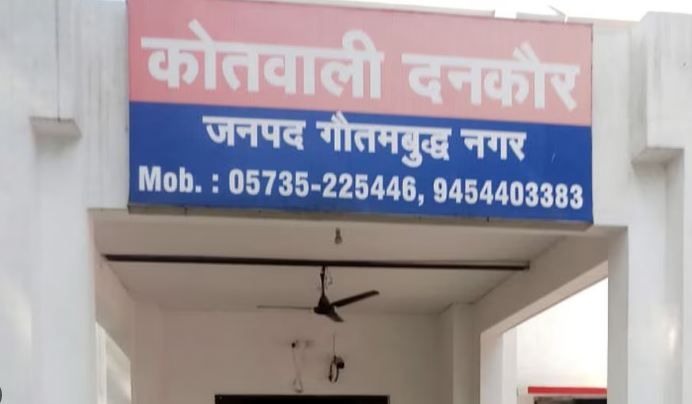 कोतवाली दनकौर
जनपद गौतमबुद्ध नगर
Mob. : 05735-225446, 9454403383